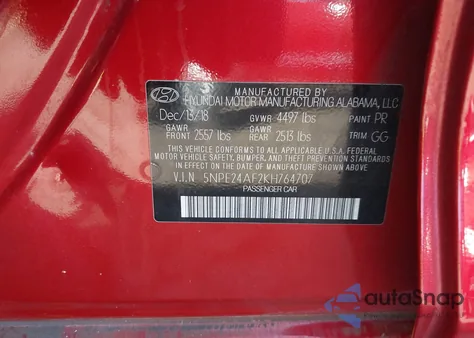 MANUFACTURED BY
HYUNDAI MOTOR MANUFACTURING ALABAMA, LLC
Dec/13/18 GVWR 4497 lbs PAINT PR
GAWR FRONT 2557 lbs GAWR REAR 2513 lbs TRIM GG
THIS VEHICLE CONFORMS TO ALL APPLICABLE U.S. FEDERAL
MOTOR VEHICLE SAFETY, BUMPER, AND THEFT PREVENTION
STANDARDS IN EFFECT ON THE DATE OF MANUFACTURE SHOWN ABOVE.
V.I.N 5NPE24AF2KH764707
PASSENGER CAR
autoSnap